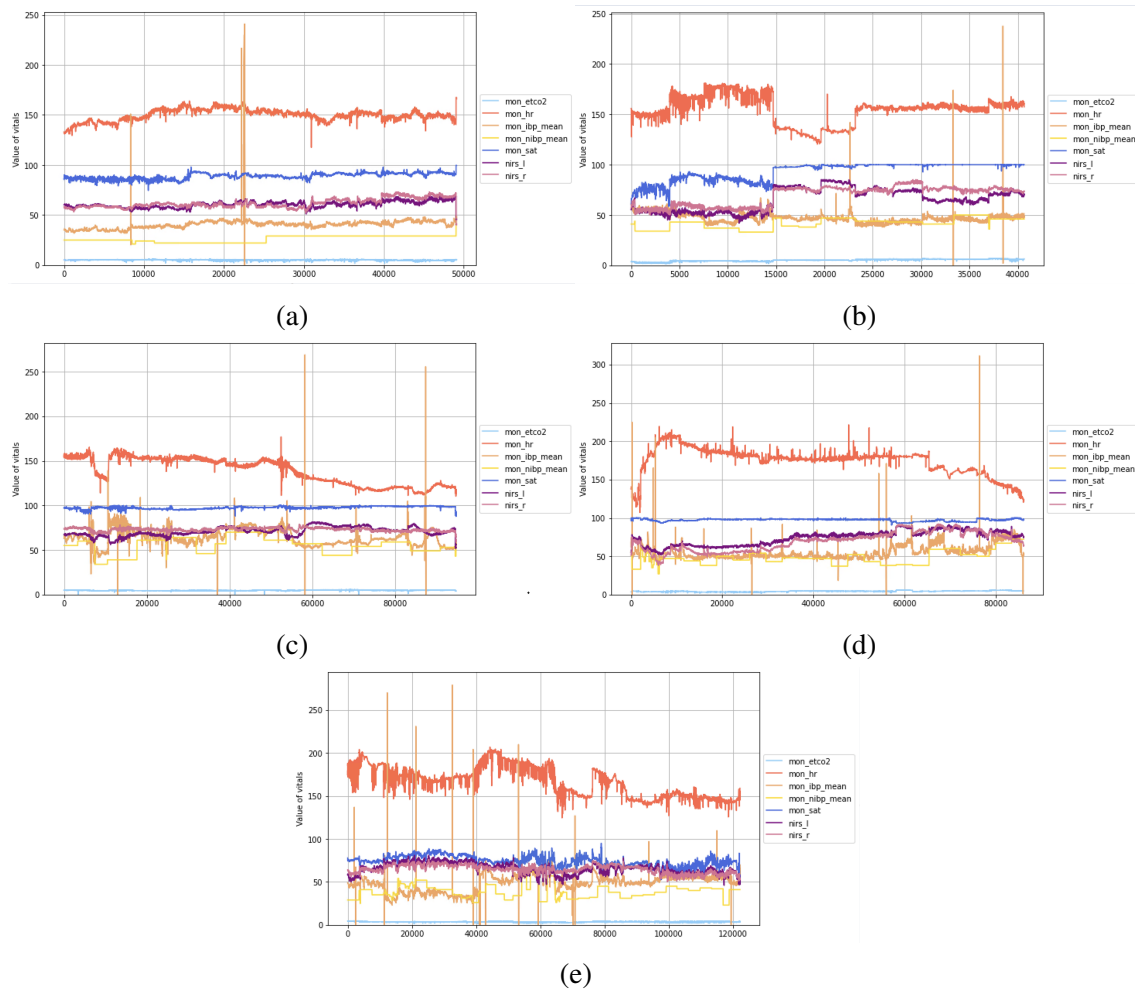 250
200
150
100
50
0
Value of vitals
0 10000 20000 30000 40000 50000
mon_etco2
mon_hr
mon_ibp_mean
mon_nibp_mean
mon_sat
nirs_l
nirs_r
(a)
250
200
150
100
50
0
Value of vitals
0 5000 10000 15000 20000 25000 30000 35000 40000
mon_etco2
mon_hr
mon_ibp_mean
mon_nibp_mean
mon_sat
nirs_l
nirs_r
(b)
250
200
150
100
50
0
Value of vitals
0 20000 40000 60000 80000
mon_etco2
mon_hr
mon_ibp_mean
mon_nibp_mean
mon_sat
nirs_l
nirs_r
(c)
300
250
200
150
100
50
0
Value of vitals
0 20000 40000 60000 80000
mon_etco2
mon_hr
mon_ibp_mean
mon_nibp_mean
mon_sat
nirs_l
nirs_r
(d)
250
200
150
100
50
0
Value of vitals
0 20000 40000 60000 80000 100000 120000
mon_etco2
mon_hr
mon_ibp_mean
mon_nibp_mean
mon_sat
nirs_l
nirs_r
(e)